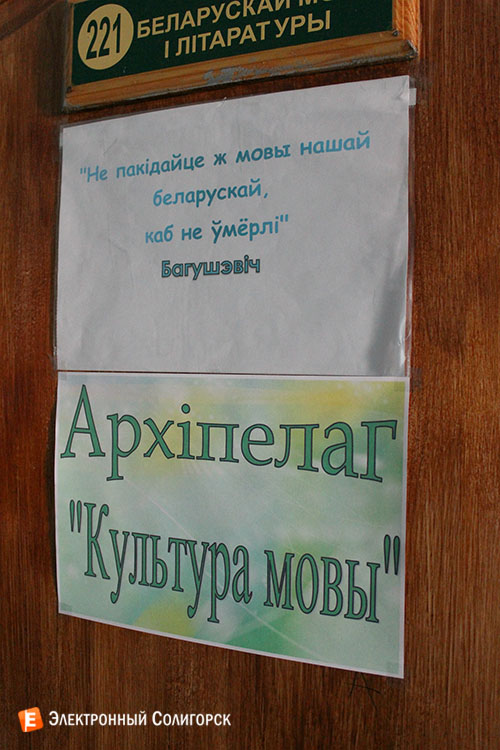 221
БЕЛАРУСКАЙ
І ЛІТАРАТУРЫ
"Не пакідайце ж мовы нашай
беларускай,
каб не ўмёрлі"
Багушэвіч
Архіпелаг
"Культура мовы"
Е Электронный Солигорск